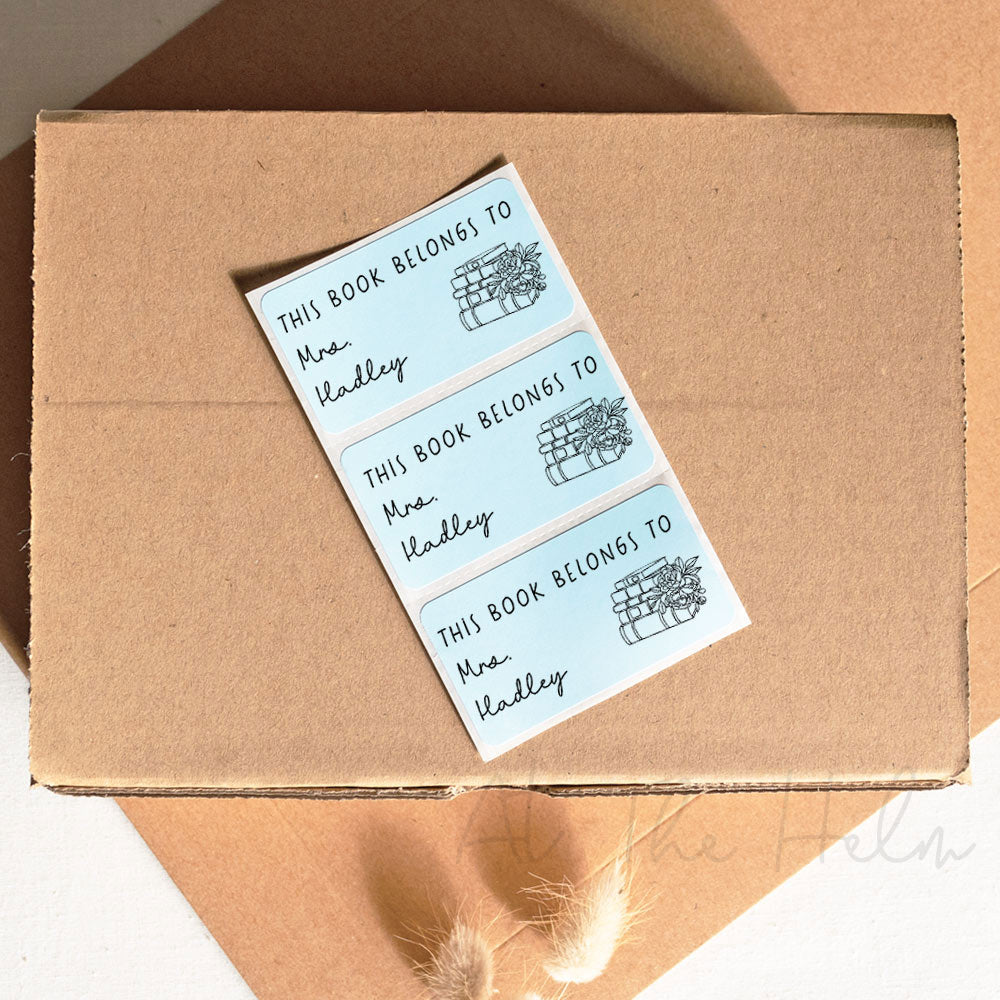 THIS BOOK BELONGS TO
Mrs.
Hadley
THIS BOOK BELONGS TO
Mrs.
Hadley
THIS BOOK BELONGS TO
Mrs.
Hadley
At The Helm